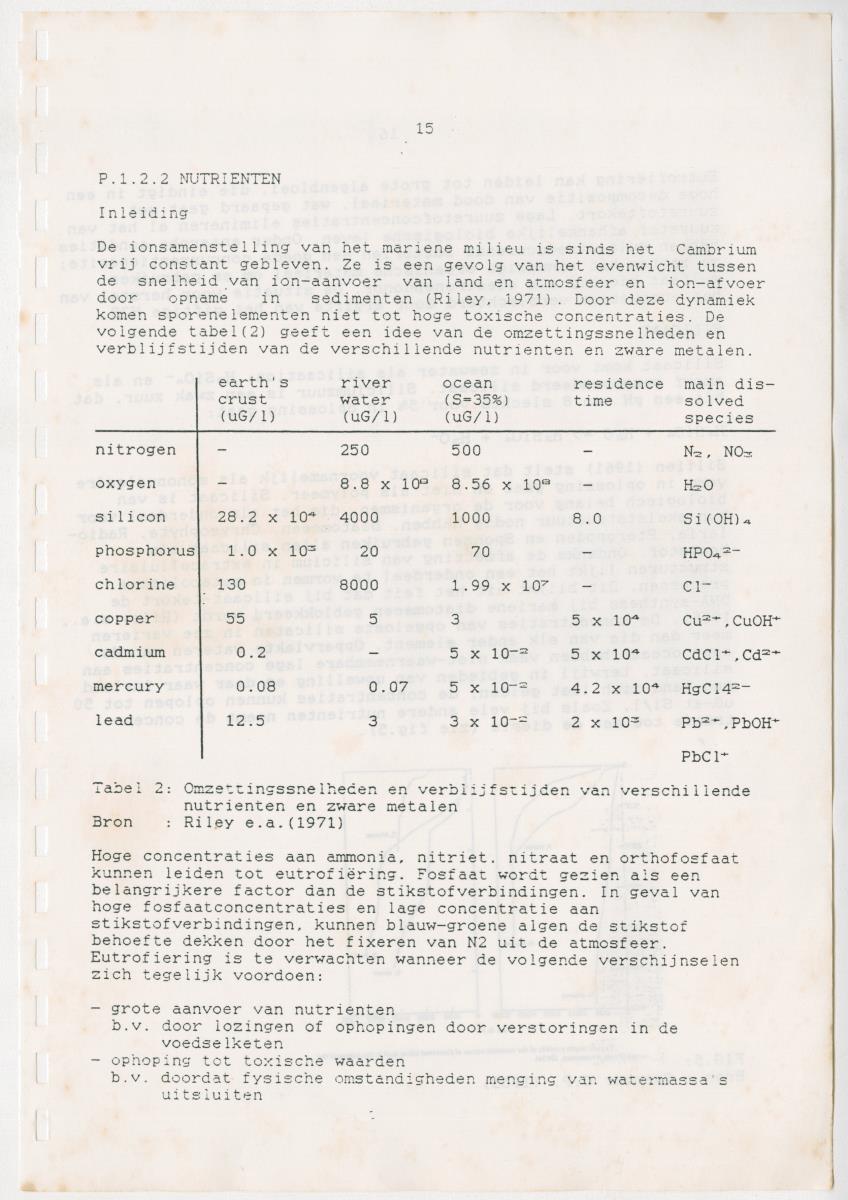 15
P.1.2.2 NUTRIENTEN
Inleiding
De ionsamenstelling van het mariene milieu is sinds het Cambrium
vrij constant gebleven. Ze is een gevolg van het evenwicht tussen
de snelheid van ion-aanvoer van land en atmosfeer en ion-afvoer
door opname in sedimenten (Riley, 1971). Door deze dynamiek
komen sporenelementen niet tot hoge toxische concentraties. De
volgende tabel(2) geeft een idee van de omzettingssnelheden en
verblijfstijden van de verschillende nutrienten en zware metalen.
earth's river ocean residence main dis-
crust water (S=35%) time solved
(uG/l) (uG/l) (uG/l) species
nitrogen - 250 500 - N₂, NO₃
oxygen - 8.8 x 10⁸ 8.56 x 10⁸ - H₂O
silicon 28.2 x 10⁴ 4000 1000 8.0 Si(OH)₄
phosphorus 1.0 x 10³ 20 70 - HPO₄²⁻
chlorine 130 8000 1.99 x 10⁷ - Cl⁻
copper 55 5 3 5 x 10⁴ Cu²⁺,CuOH⁺
cadmium 0.2 - 5 x 10⁻² 5 x 10⁴ CdCl⁺,Cd²⁺
mercury 0.08 0.07 5 x 10⁻² 4.2 x 10⁴ HgCl4²⁻
lead 12.5 3 3 x 10⁻² 2 x 10³ Pb²⁺,PbOH⁺
PbCl⁺
Tabel 2: Omzettingssnelheden en verblijfstijden van verschillende
nutrienten en zware metalen
Bron : Riley e.a.(1971)
Hoge concentraties aan ammonia, nitriet. nitraat en orthofosfaat
kunnen leiden tot eutrofiëring. Fosfaat wordt gezien als een
belangrijkere factor dan de stikstofverbindingen. In geval van
hoge fosfaatconcentraties en lage concentratie aan
stikstofverbindingen, kunnen blauw-groene algen de stikstof
behoefte dekken door het fixeren van N2 uit de atmosfeer.
Eutrofiering is te verwachten wanneer de volgende verschijnselen
zich tegelijk voordoen:
- grote aanvoer van nutrienten
b.v. door lozingen of ophopingen door verstoringen in de
voedselketen
- ophoping tot toxische waarden
b.v. doordat fysische omstandigheden menging van watermassa's
uitsluiten